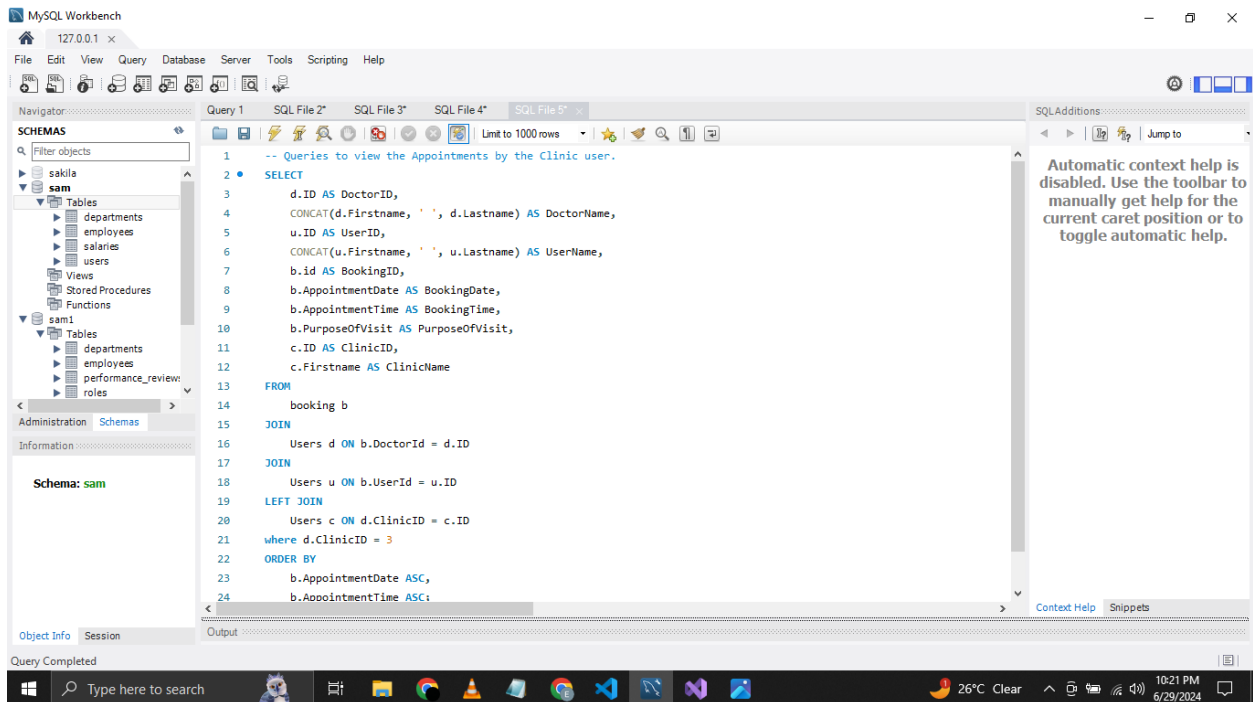 MySQL Workbench
127.0.0.1
File Edit View Query Database Server Tools Scripting Help
Navigator
SCHEMAS
Filter objects
sakila
sam
Tables
departments
employees
salaries
users
Views
Stored Procedures
Functions
sam1
Tables
departments
employees
performance_review
roles
Administration Schemas
Information
Schema: sam
Object Info Session
Query 1 SQL File 2* SQL File 3* SQL File 4* SQL File 5*
Limit to 1000 rows
1 -- Queries to view the Appointments by the Clinic user.
2 SELECT
3 d.ID AS DoctorID,
4 CONCAT(d.Firstname, ' ', d.Lastname) AS DoctorName,
5 u.ID AS UserID,
6 CONCAT(u.Firstname, ' ', u.Lastname) AS UserName,
7 b.id AS BookingID,
8 b.AppointmentDate AS BookingDate,
9 b.AppointmentTime AS BookingTime,
10 b.PurposeOfVisit AS PurposeOfVisit,
11 c.ID AS ClinicID,
12 c.Firstname AS ClinicName
13 FROM
14 booking b
15 JOIN
16 Users d ON b.DoctorId = d.ID
17 JOIN
18 Users u ON b.UserId = u.ID
19 LEFT JOIN
20 Users c ON d.ClinicID = c.ID
21 where d.ClinicID = 3
22 ORDER BY
23 b.AppointmentDate ASC,
24 b.AppointmentTime ASC;
Output
SQLAdditions
Jump to
Automatic context help is
disabled. Use the toolbar to
manually get help for the
current caret position or to
toggle automatic help.
Context Help Snippets
Query Completed
Type here to search
26°C Clear
10:21 PM
6/29/2024